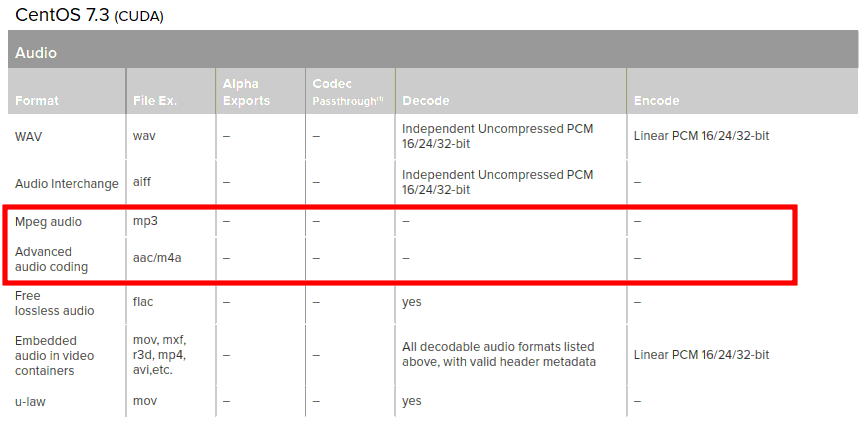 CentOS 7.3 (CUDA)
Audio
Format File Ex. Alpha Exports Codec Passthrough(1) Decode Encode
WAV wav – – Independent Uncompressed PCM 16/24/32-bit Linear PCM 16/24/32-bit
Audio Interchange aiff – – Independent Uncompressed PCM 16/24/32-bit –
Mpeg audio mp3 – – – –
Advanced audio coding aac/m4a – – – –
Free lossless audio flac – – yes –
Embedded audio in video containers mov, mxf, r3d, mp4, avi,etc. – – All decodable audio formats listed above, with valid header metadata Linear PCM 16/24/32-bit
u-law mov – – yes –